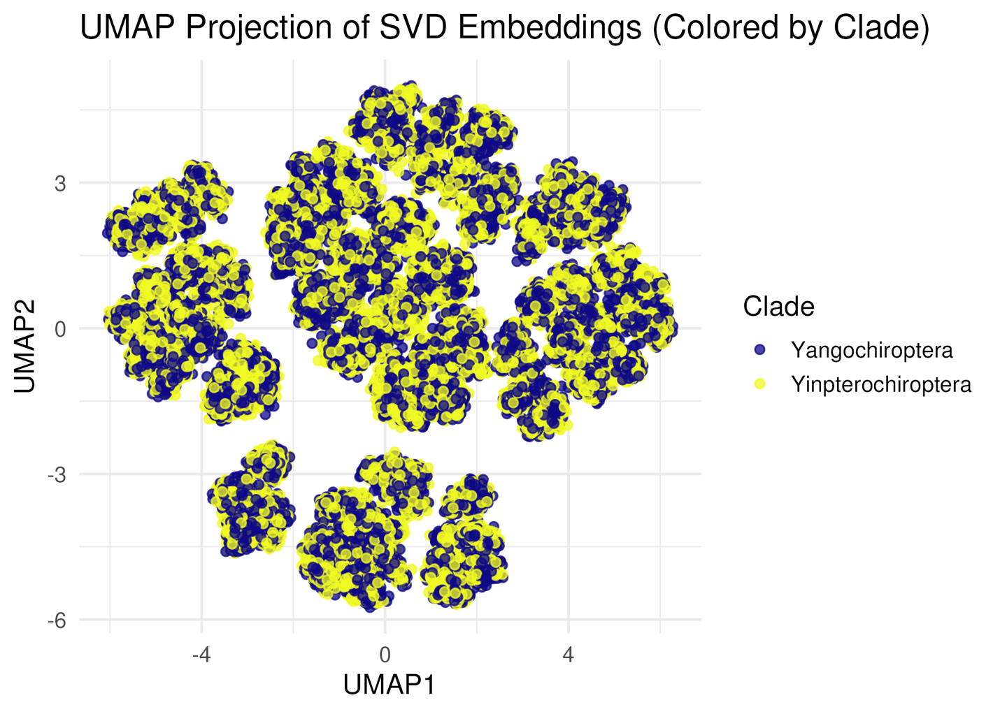 UMAP Projection of SVD Embeddings (Colored by Clade)
UMAP2
3
0
-3
-6
-4
0
4
UMAP1
Clade
Yangochiroptera
Yinpterochiroptera